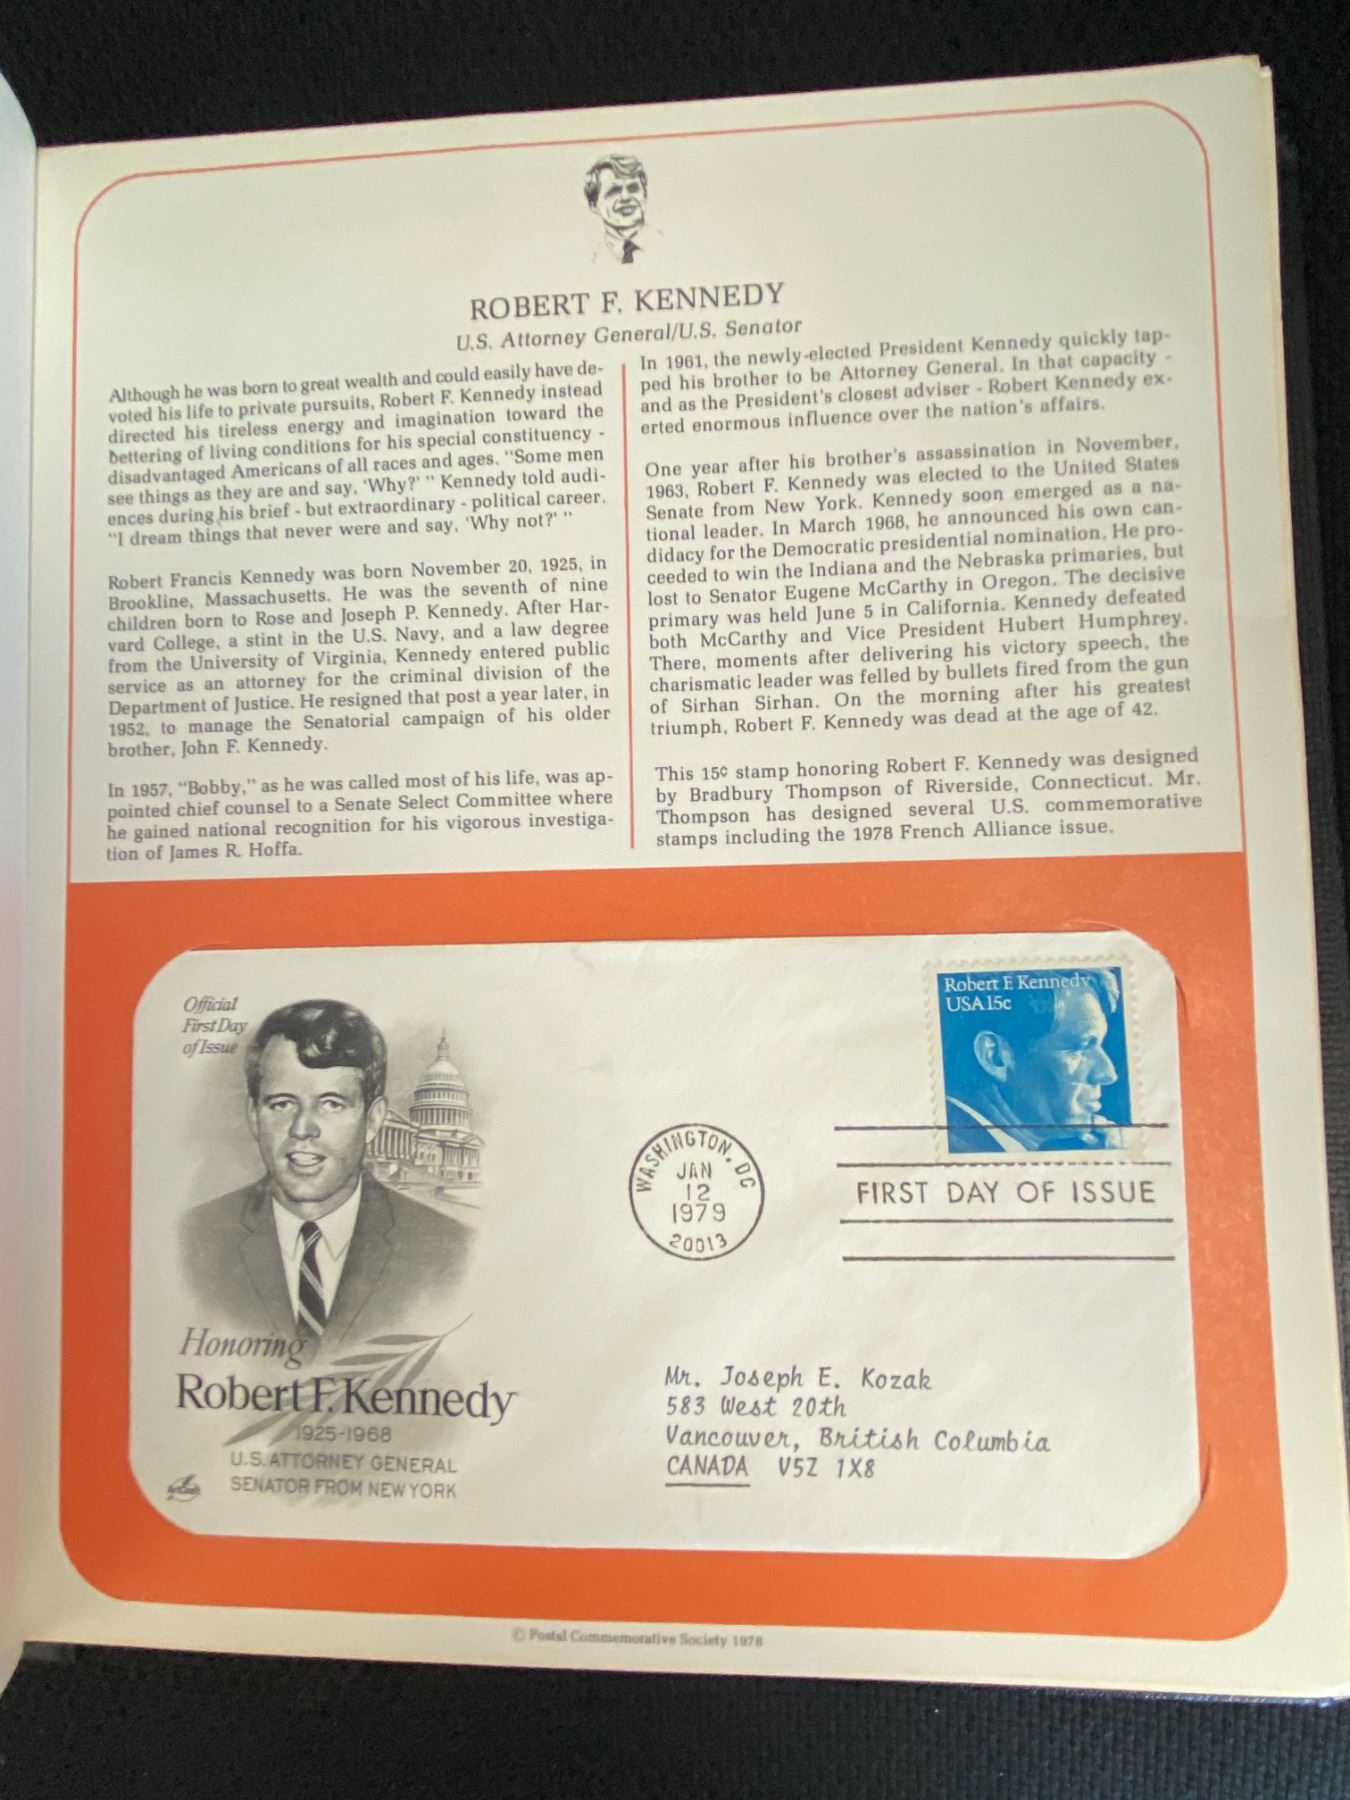 ROBERT F. KENNEDY
U.S. Attorney General/U.S. Senator
Although he was born to great wealth and could easily have de-
voted his life to private pursuits, Robert F. Kennedy instead
directed his tireless energy and imagination toward the
bettering of living conditions for his special constituency -
disadvantaged Americans of all races and ages. "Some men
see things as they are and say, 'Why?' " Kennedy told audi-
ences during his brief - but extraordinary - political career.
"I dream things that never were and say, 'Why not?' "
Robert Francis Kennedy was born November 20, 1925, in
Brookline, Massachusetts. He was the seventh of nine
children born to Rose and Joseph P. Kennedy. After Har-
vard College, a stint in the U.S. Navy, and a law degree
from the University of Virginia, Kennedy entered public
service as an attorney for the criminal division of the
Department of Justice. He resigned that post a year later, in
1952, to manage the Senatorial campaign of his older
brother, John F. Kennedy.
In 1957, "Bobby," as he was called most of his life, was ap-
pointed chief counsel to a Senate Select Committee where
he gained national recognition for his vigorous investiga-
tion of James R. Hoffa.
In 1961, the newly-elected President Kennedy quickly tap-
ped his brother to be Attorney General. In that capacity -
and as the President's closest adviser - Robert Kennedy ex-
erted enormous influence over the nation's affairs.
One year after his brother's assassination in November,
1963, Robert F. Kennedy was elected to the United States
Senate from New York. Kennedy soon emerged as a na-
tional leader. In March 1968, he announced his own can-
didacy for the Democratic presidential nomination. He pro-
ceeded to win the Indiana and the Nebraska primaries, but
lost to Senator Eugene McCarthy in Oregon. The decisive
primary was held June 5 in California. Kennedy defeated
both McCarthy and Vice President Hubert Humphrey.
There, moments after delivering his victory speech, the
charismatic leader was felled by bullets fired from the gun
of Sirhan Sirhan. On the morning after his greatest
triumph, Robert F. Kennedy was dead at the age of 42.
This 15¢ stamp honoring Robert F. Kennedy was designed
by Bradbury Thompson of Riverside, Connecticut. Mr.
Thompson has designed several U.S. commemorative
stamps including the 1978 French Alliance issue.
Official
First Day
of Issue
Robert F. Kennedy
USA 15c
WASHINGTON, DC
JAN
12
1979
20013
FIRST DAY OF ISSUE
Honoring
Robert F. Kennedy
1925-1968
U.S. ATTORNEY GENERAL
SENATOR FROM NEW YORK
Mr. Joseph E. Kozak
583 West 20th
Vancouver, British Columbia
CANADA V5Z 1X8
© Postal Commemorative Society 1978